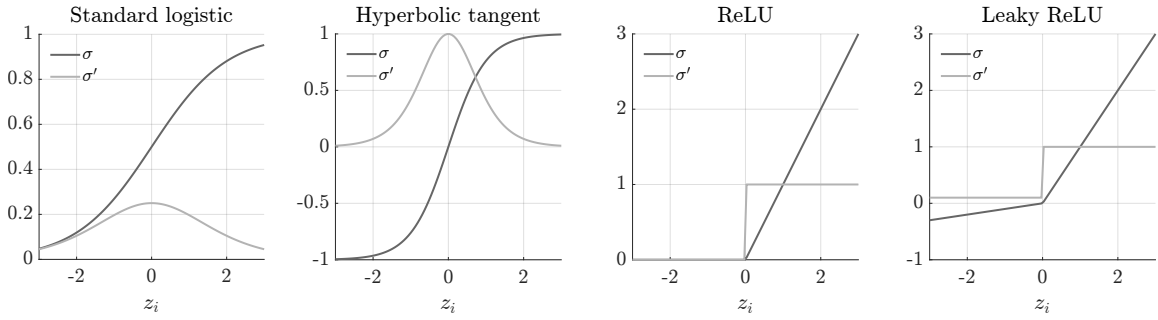 Standard logistic
1
0.8
0.6
0.4
0.2
0
-2 0 2
z_i
σ
σ′
Hyperbolic tangent
1
0.5
0
-0.5
-1
-2 0 2
z_i
σ
σ′
ReLU
3
2
1
0
-2 0 2
z_i
σ
σ′
Leaky ReLU
3
2
1
0
-1
-2 0 2
z_i
σ
σ′